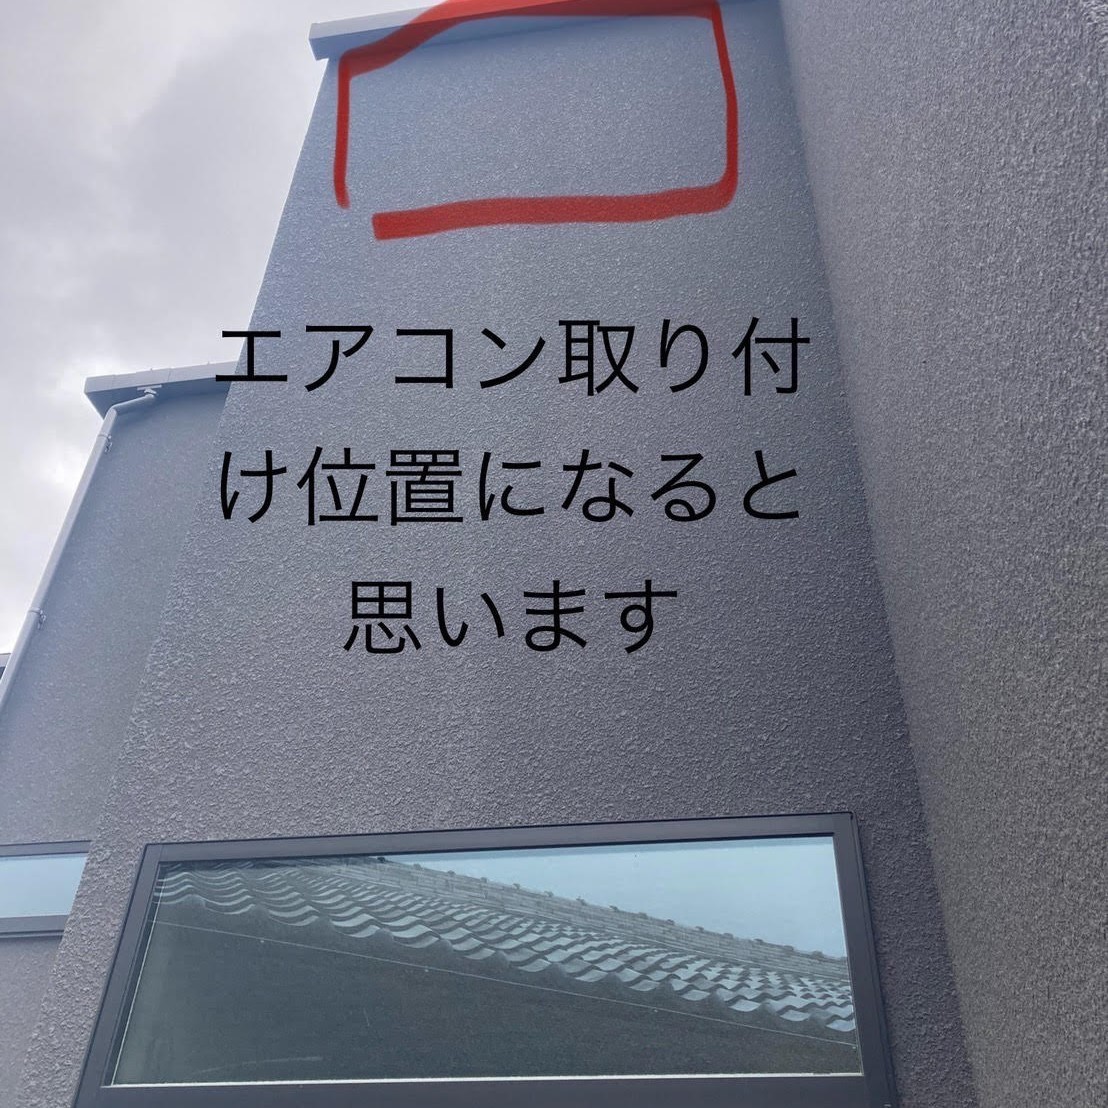 エアコン取り付
け位置になると
思います